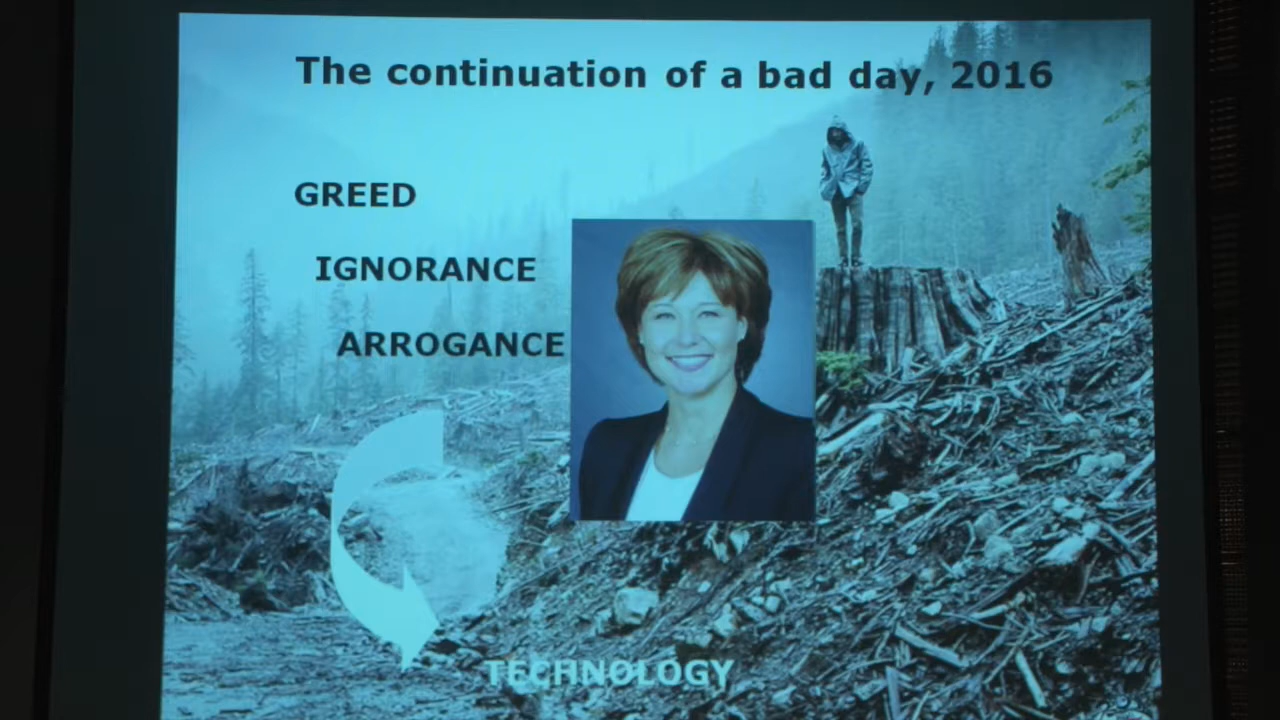 The continuation of a bad day, 2016
GREED
IGNORANCE
ARROGANCE
TECHNOLOGY